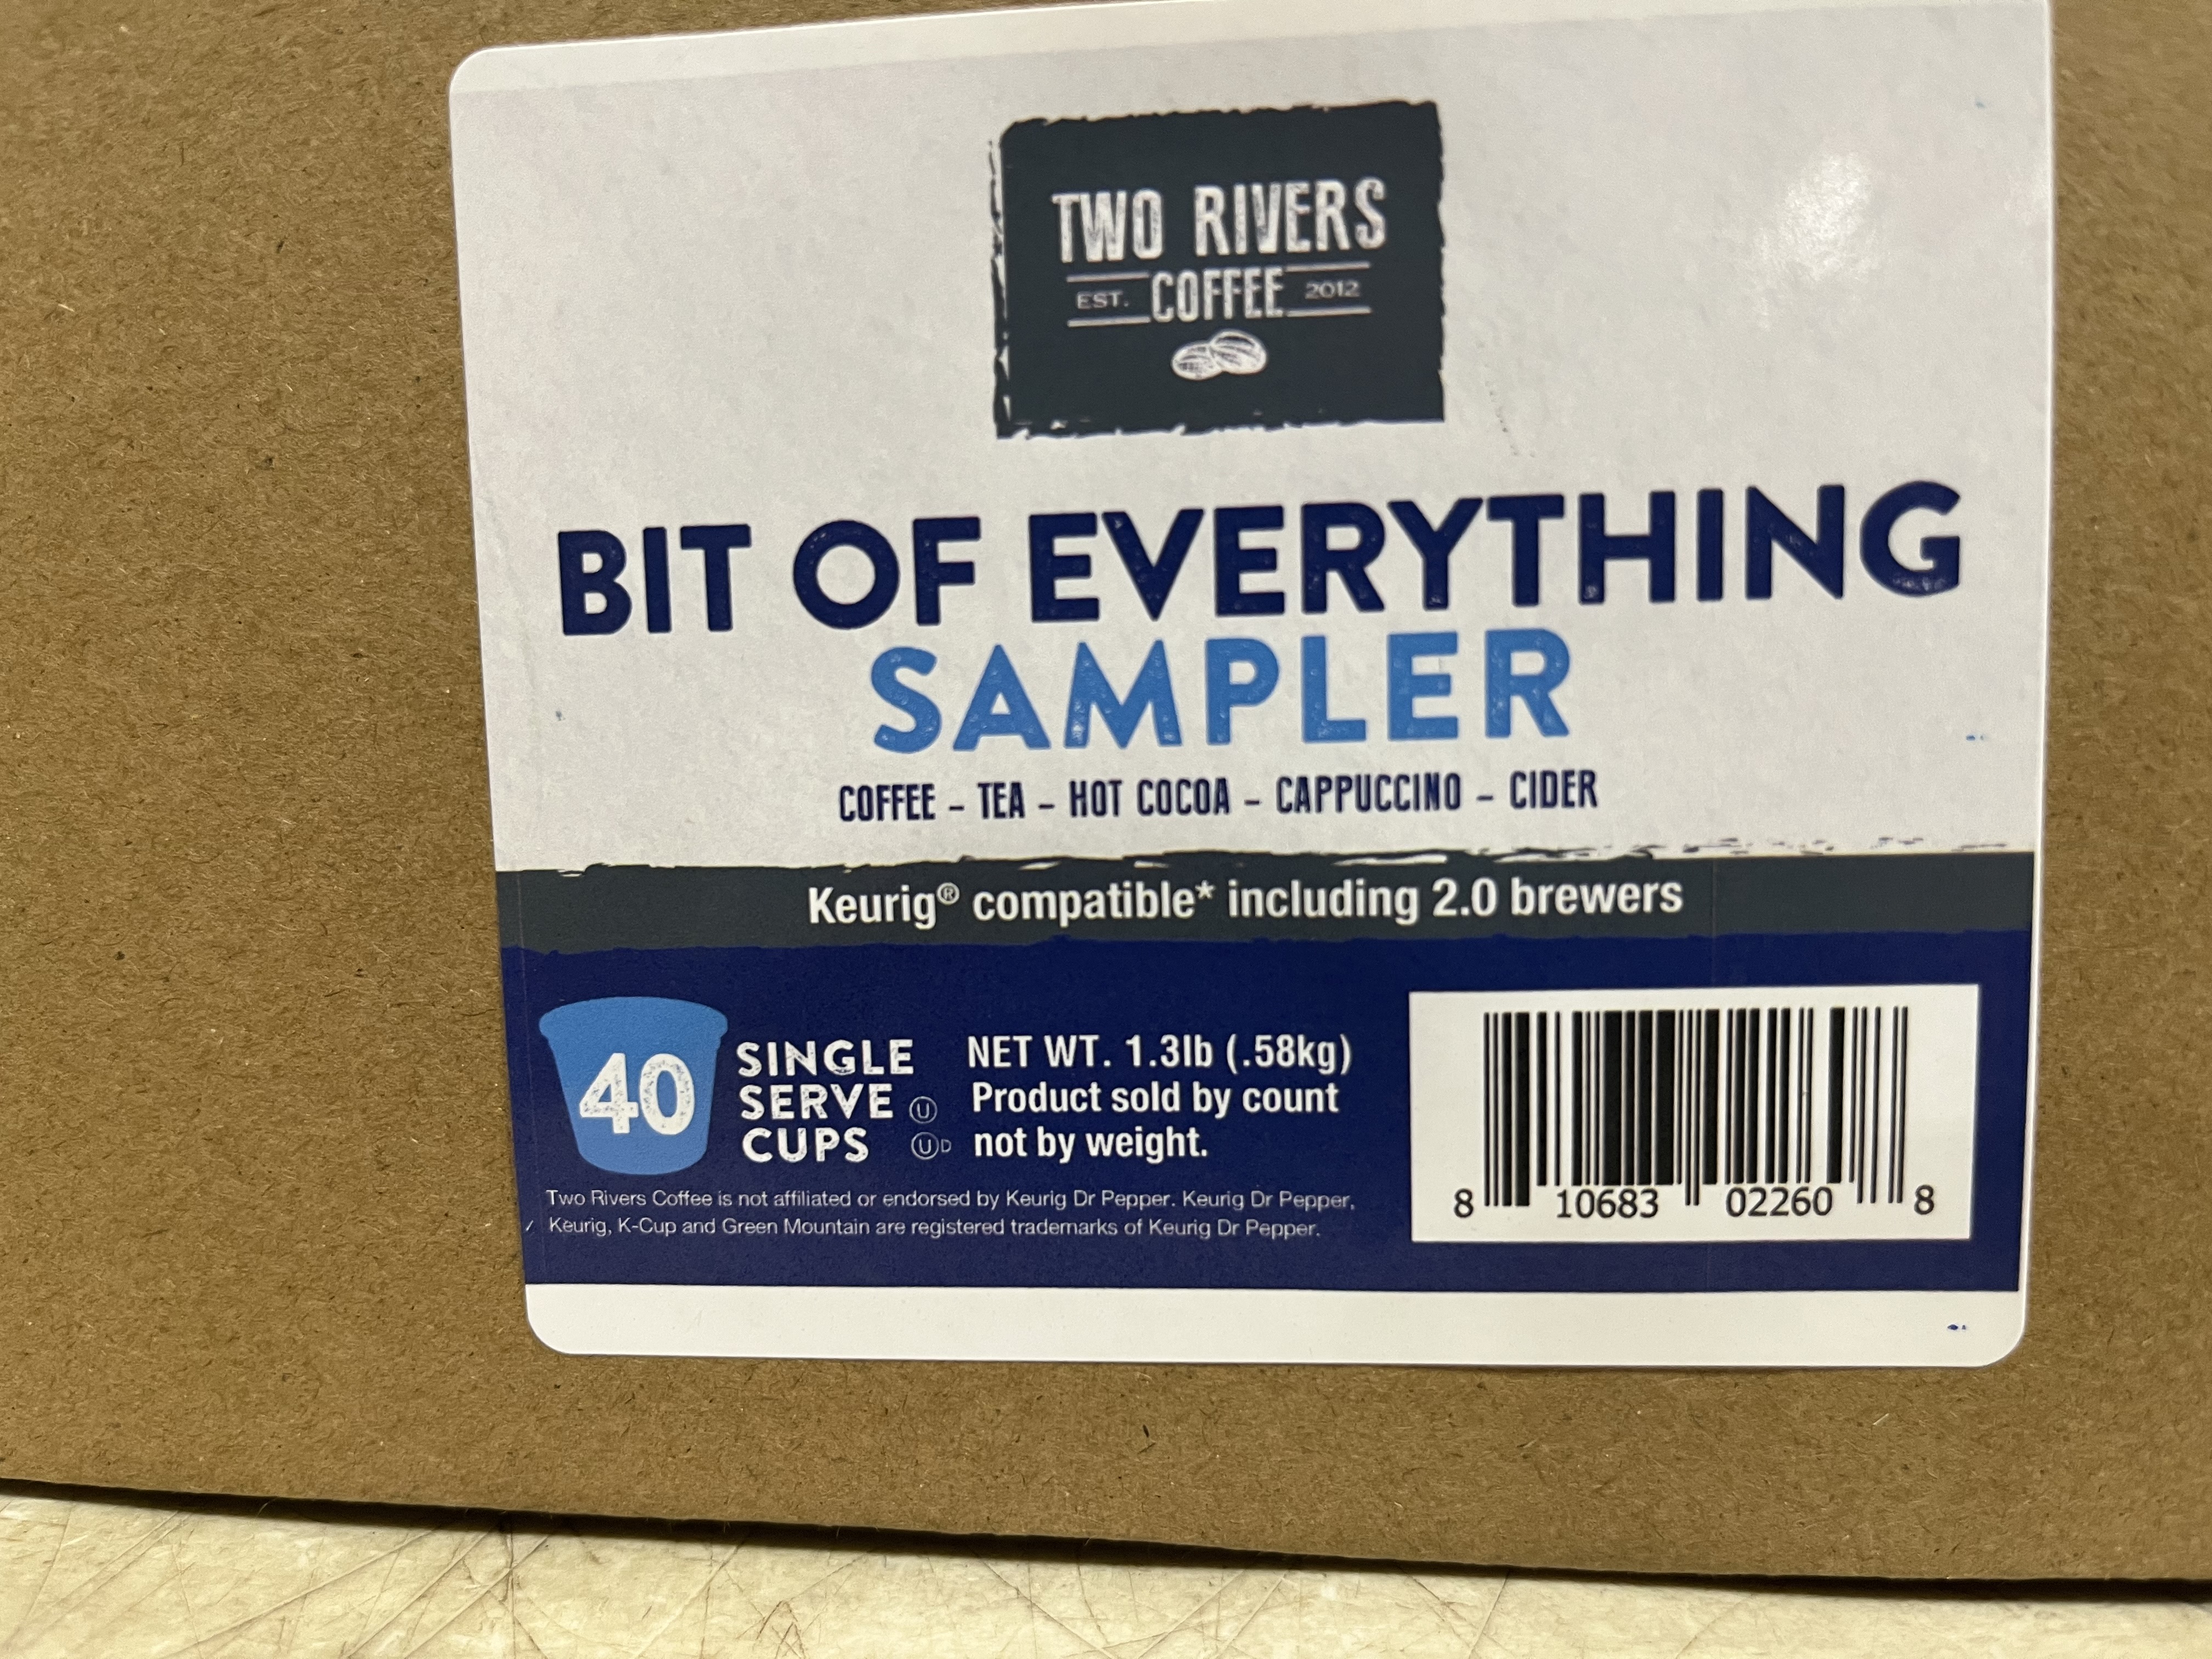 TWO RIVERS
EST. COFFEE 2012
BIT OF EVERYTHING
SAMPLER
COFFEE – TEA – HOT COCOA – CAPPUCCINO – CIDER
Keurig® compatible* including 2.0 brewers
40
SINGLE
SERVE
CUPS
U
UD
NET WT. 1.3lb (.58kg)
Product sold by count
not by weight.
Two Rivers Coffee is not affiliated or endorsed by Keurig Dr Pepper. Keurig Dr Pepper,
Keurig, K-Cup and Green Mountain are registered trademarks of Keurig Dr Pepper.
8 10683 02260 8